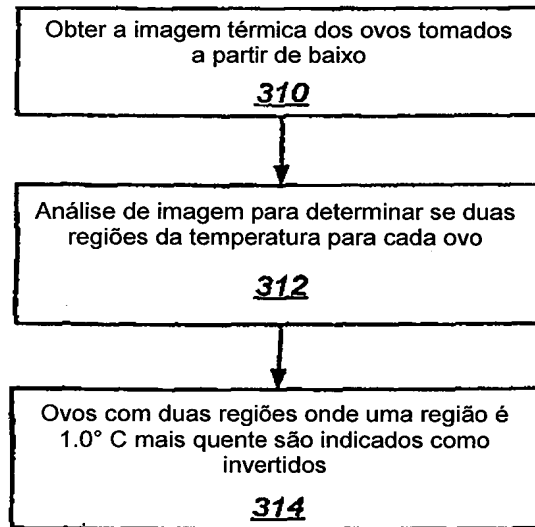 Obter a imagem térmica dos ovos tomados
a partir de baixo
310
Análise de imagem para determinar se duas
regiões da temperatura para cada ovo
312
Ovos com duas regiões onde uma região é
1.0° C mais quente são indicados como
invertidos
314